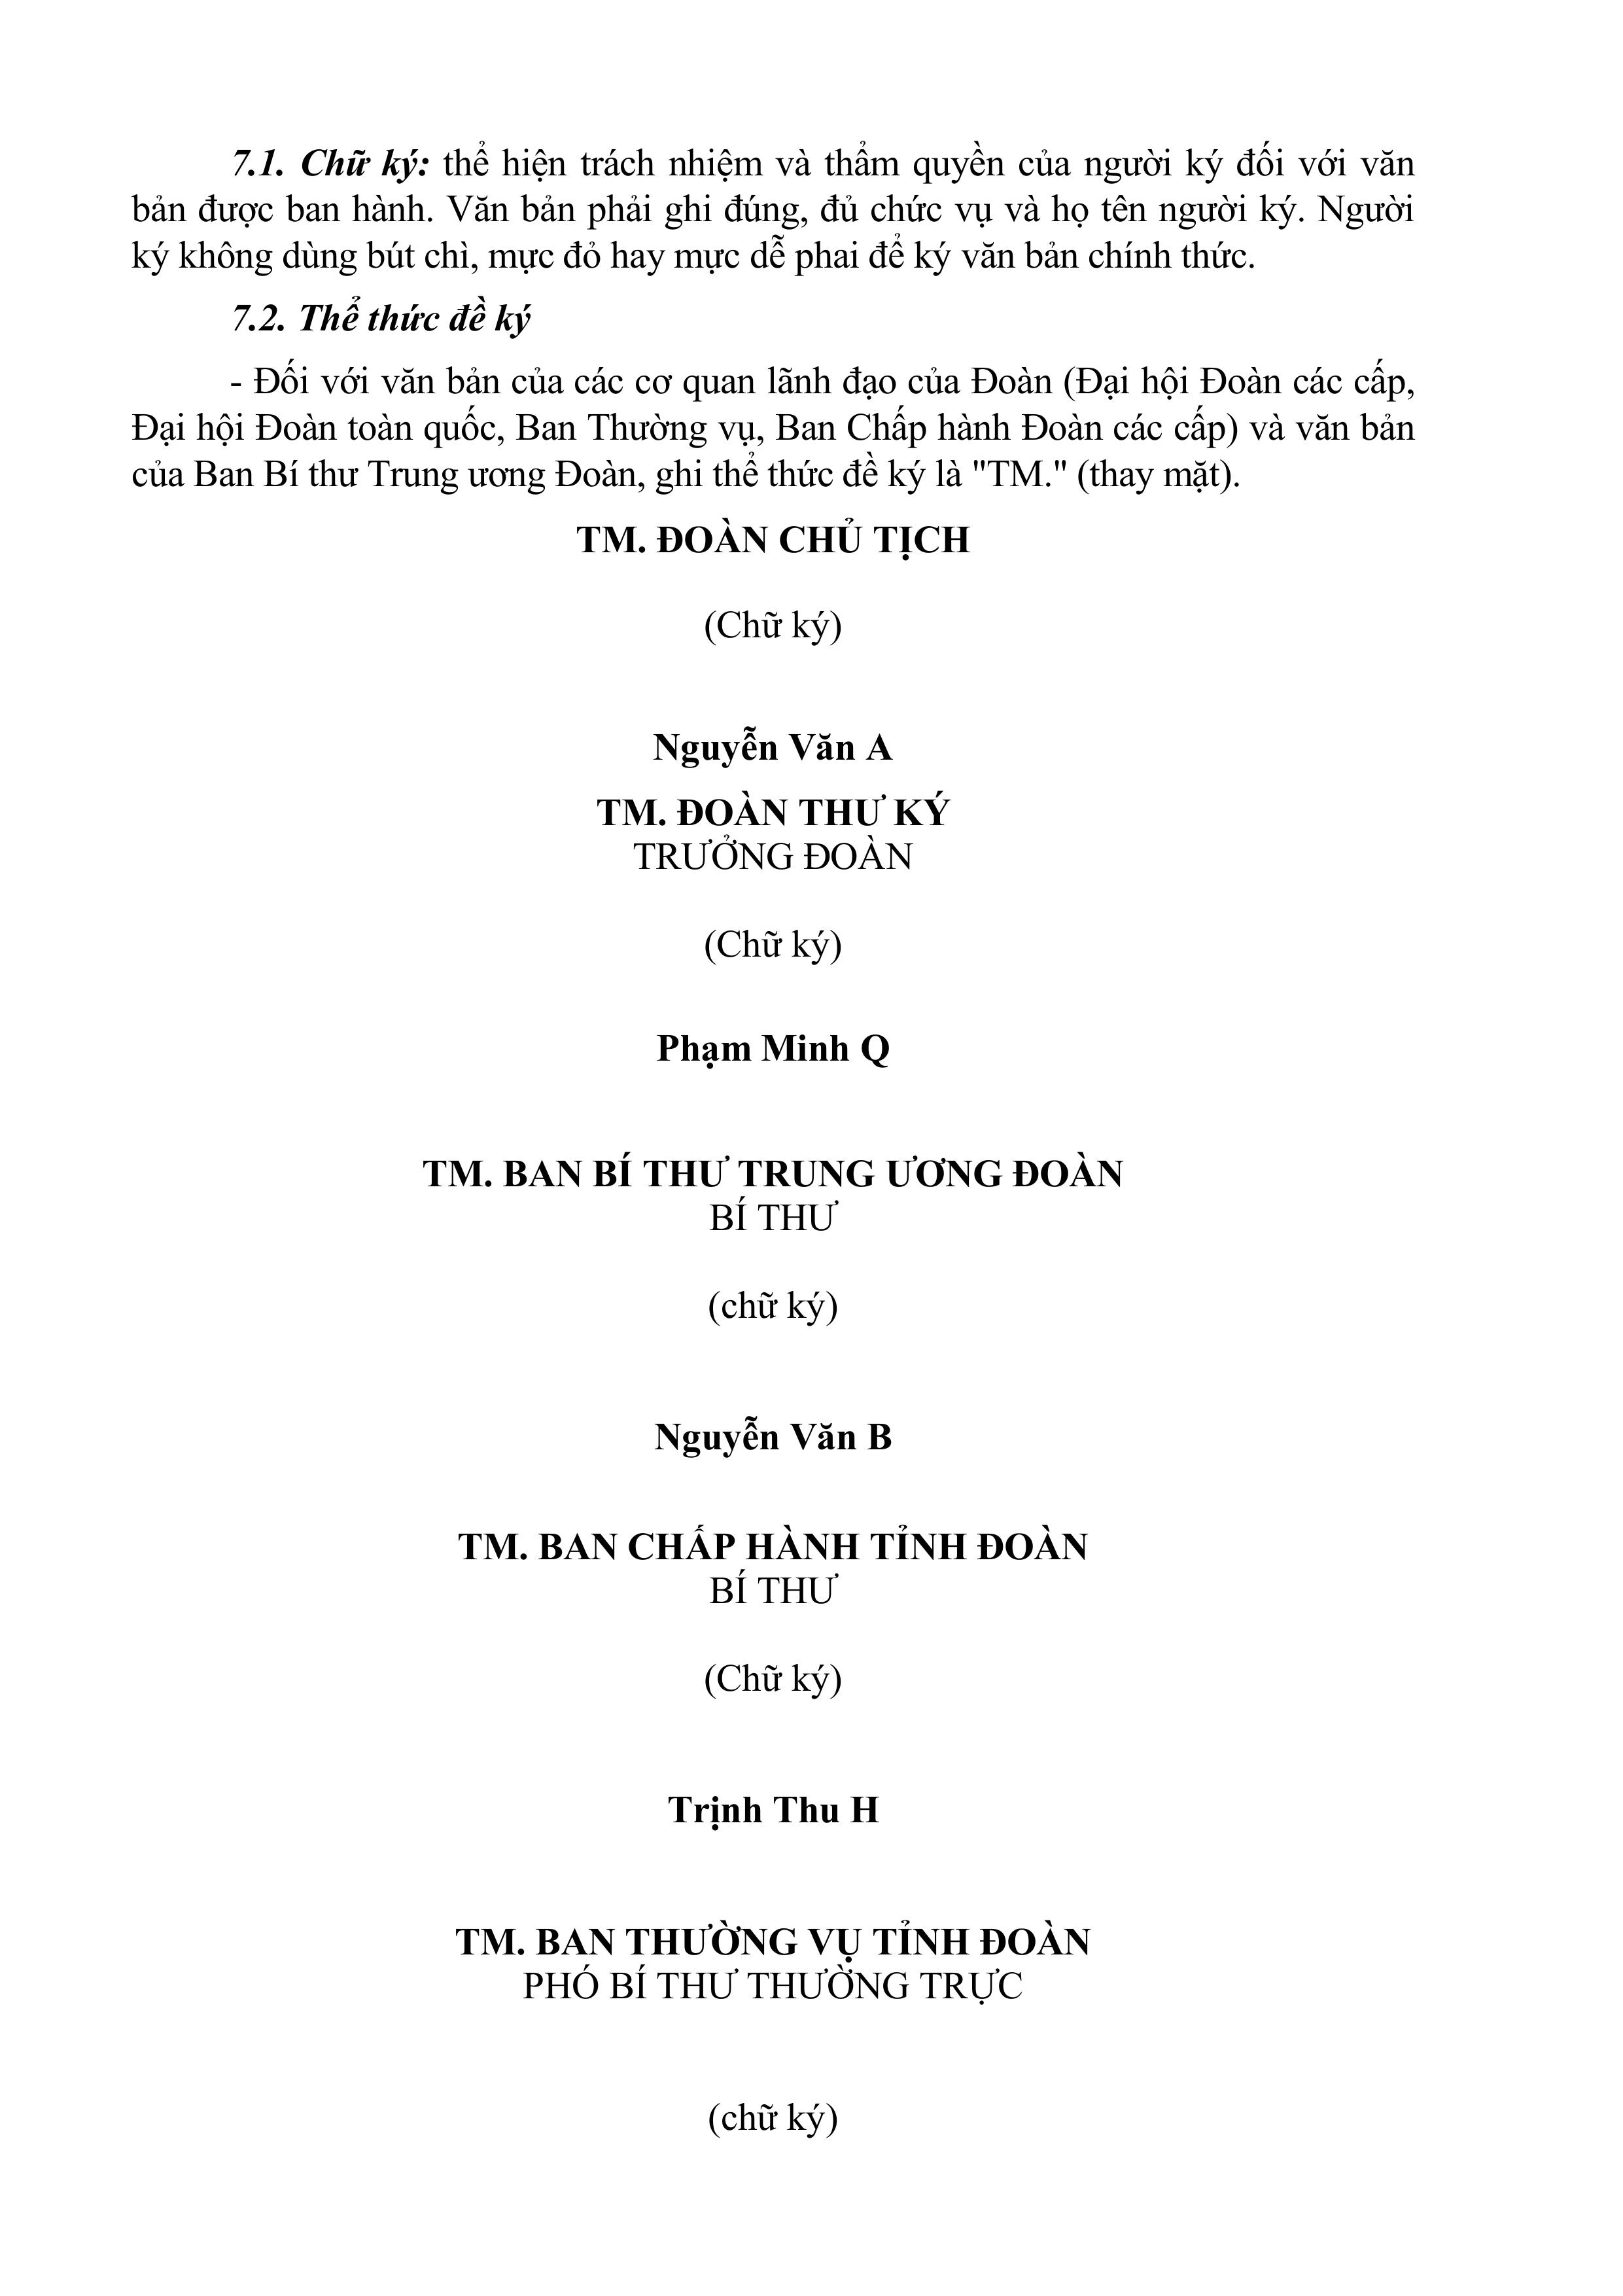 7.1. Chữ ký: thể hiện trách nhiệm và thẩm quyền của người ký đối với văn
bản được ban hành. Văn bản phải ghi đúng, đủ chức vụ và họ tên người ký. Người
ký không dùng bút chì, mực đỏ hay mực dễ phai để ký văn bản chính thức.
7.2. Thể thức đề ký
- Đối với văn bản của các cơ quan lãnh đạo của Đoàn (Đại hội Đoàn các cấp,
Đại hội Đoàn toàn quốc, Ban Thường vụ, Ban Chấp hành Đoàn các cấp) và văn bản
của Ban Bí thư Trung ương Đoàn, ghi thể thức đề ký là "TM." (thay mặt).
TM. ĐOÀN CHỦ TỊCH
(Chữ ký)
Nguyễn Văn A
TM. ĐOÀN THƯ KÝ
TRƯỞNG ĐOÀN
(Chữ ký)
Phạm Minh Q
TM. BAN BÍ THƯ TRUNG ƯƠNG ĐOÀN
BÍ THƯ
(chữ ký)
Nguyễn Văn B
TM. BAN CHẤP HÀNH TỈNH ĐOÀN
BÍ THƯ
(Chữ ký)
Trịnh Thu H
TM. BAN THƯỜNG VỤ TỈNH ĐOÀN
PHÓ BÍ THƯ THƯỜNG TRỰC
(chữ ký)